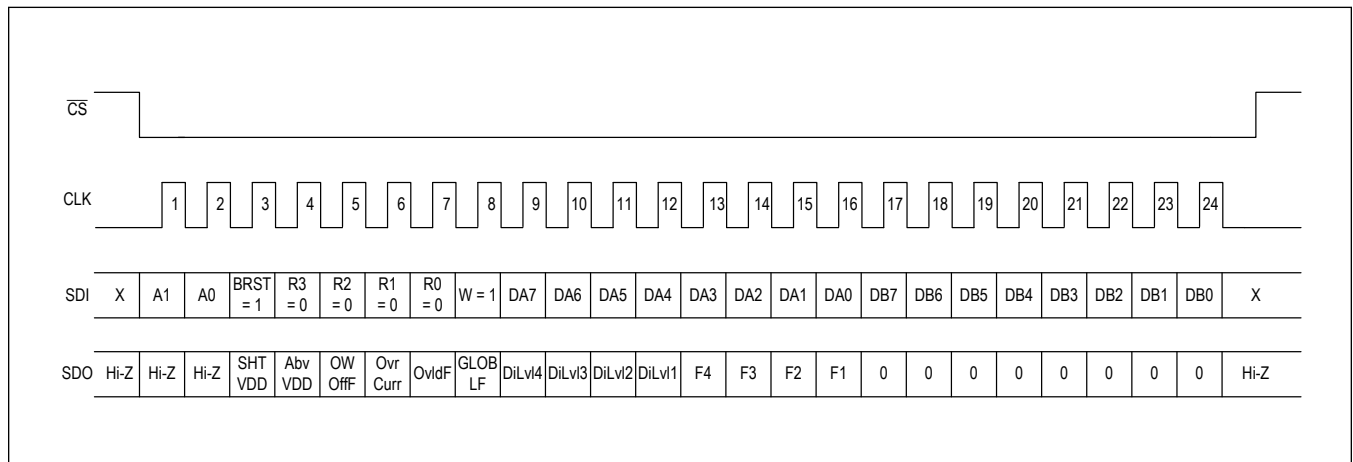 CS
CLK 1 2 3 4 5 6 7 8 9 10 11 12 13 14 15 16 17 18 19 20 21 22 23 24
SDI X A1 A0 BRST = 1 R3 = 0 R2 = 0 R1 = 0 R0 = 0 W = 1 DA7 DA6 DA5 DA4 DA3 DA2 DA1 DA0 DB7 DB6 DB5 DB4 DB3 DB2 DB1 DB0 X
SDO Hi-Z Hi-Z Hi-Z SHT VDD Abv VDD OW OffF Ovr Curr OvldF GLOB LF DiLvl4 DiLvl3 DiLvl2 DiLvl1 F4 F3 F2 F1 0 0 0 0 0 0 0 0 Hi-Z